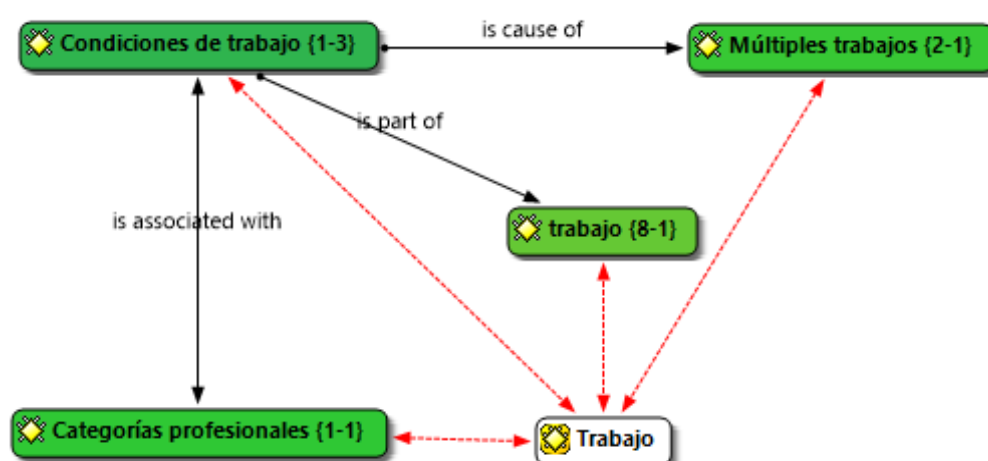 is cause of
Condiciones de trabajo {1-3}
Múltiples trabajos {2-1}
is part of
is associated with
trabajo {8-1}
Categorías profesionales {1-1}
Trabajo